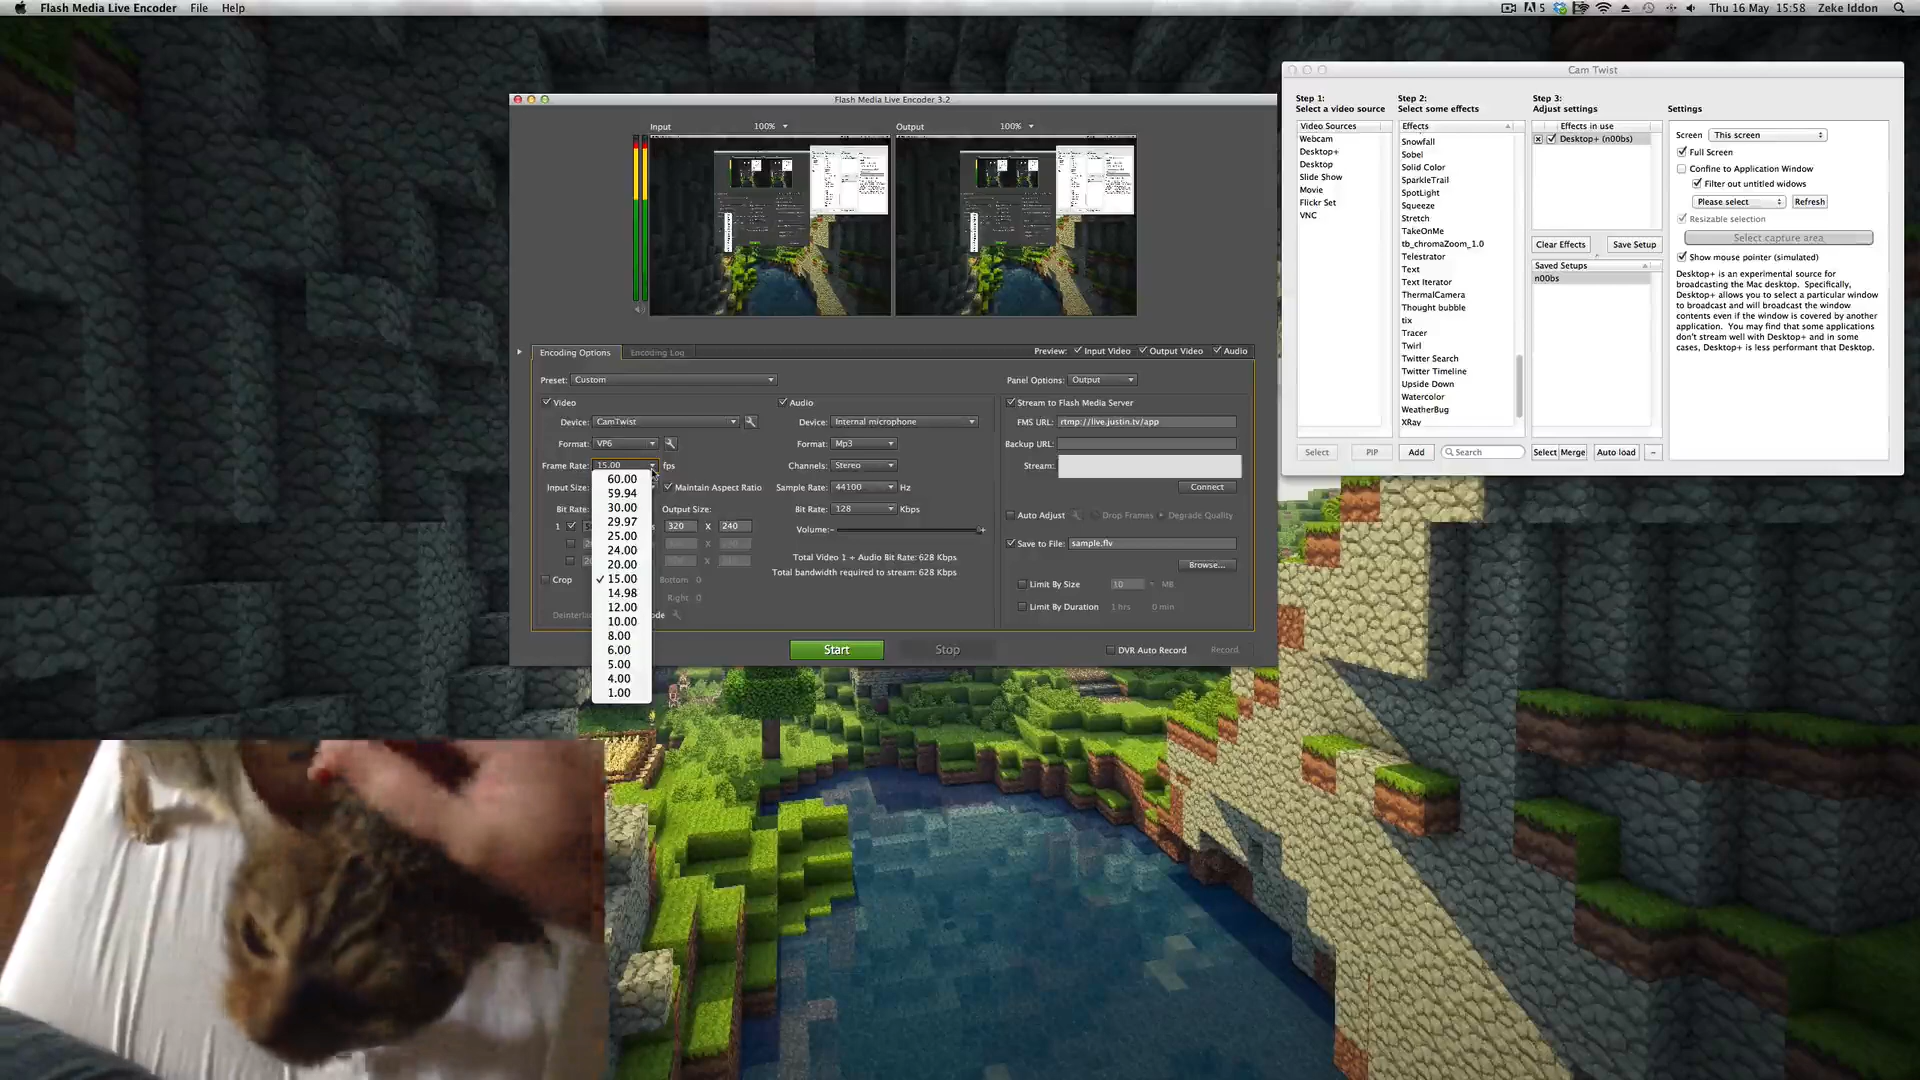 Flash Media Live Encoder File Help
5 Thu 16 May 15:58 Zeke Iddon
Flash Media Live Encoder 3.2
Input 100% Output 100%
Encoding Options Encoding Log
Preview: Input Video Output Video Audio
Preset: Custom
Panel Options: Output
Video
Device: CamTwist
Format: VP6
Frame Rate: 15.00 fps
60.00
59.94
30.00
29.97
25.00
24.00
20.00
15.00
14.98
12.00
10.00
8.00
6.00
5.00
4.00
1.00
Input Size:
Maintain Aspect Ratio
Bit Rate:
Output Size:
1
320 X 240
X
X
Crop
Bottom 0
Right 0
Audio
Device: Internal microphone
Format: Mp3
Channels: Stereo
Sample Rate: 44100 Hz
Bit Rate: 128 Kbps
Volume: - +
Total Video 1 + Audio Bit Rate: 628 Kbps
Total bandwidth required to stream: 628 Kbps
Stream to Flash Media Server
FMS URL: rtmp://live.justin.tv/app
Backup URL:
Stream:
Connect
Auto Adjust Drop Frames Degrade Quality
Save to File: sample.flv
Browse...
Limit By Size 10 MB
Limit By Duration 1 hrs 0 min
Start Stop
DVR Auto Record Record
Cam Twist
Step 1:
Select a video source
Video Sources
Webcam
Desktop+
Desktop
Slide Show
Movie
Flickr Set
VNC
Select PIP
Step 2:
Select some effects
Effects
Snowfall
Sobel
Solid Color
SparkleTrail
SpotLight
Squeeze
Stretch
TakeOnMe
tb_chromaZoom_1.0
Telestrator
Text
Text Iterator
ThermalCamera
Thought bubble
tix
Tracer
Twirl
Twitter Search
Twitter Timeline
Upside Down
Watercolor
WeatherBug
XRay
Add Search
Step 3:
Adjust settings
Effects in use
Desktop+ (n00bs)
Clear Effects Save Setup
Saved Setups
n00bs
Select Merge Auto load -
Settings
Screen This screen
Full Screen
Confine to Application Window
Filter out untitled widows
Please select Refresh
Resizable selection
Select capture area
Show mouse pointer (simulated)
Desktop+ is an experimental source for
broadcasting the Mac desktop. Specifically,
Desktop+ allows you to select a particular window
to broadcast and will broadcast the window
contents even if the window is covered by another
application. You may find that some applications
don't stream well with Desktop+ and in some
cases, Desktop+ is less performant that Desktop.